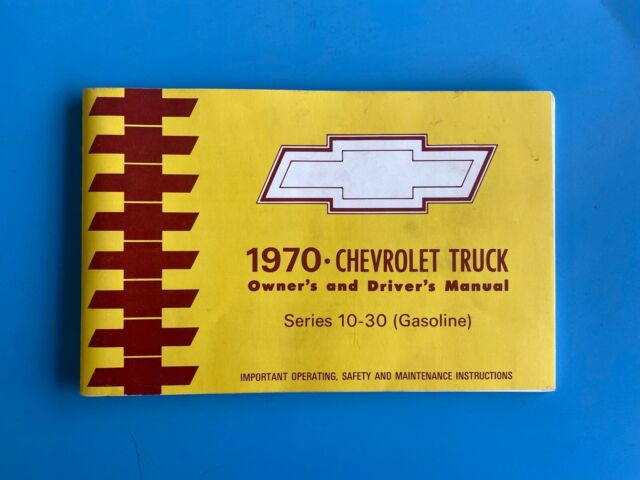 1970 • CHEVROLET TRUCK
Owner's and Driver's Manual
Series 10-30 (Gasoline)
IMPORTANT OPERATING, SAFETY AND MAINTENANCE INSTRUCTIONS